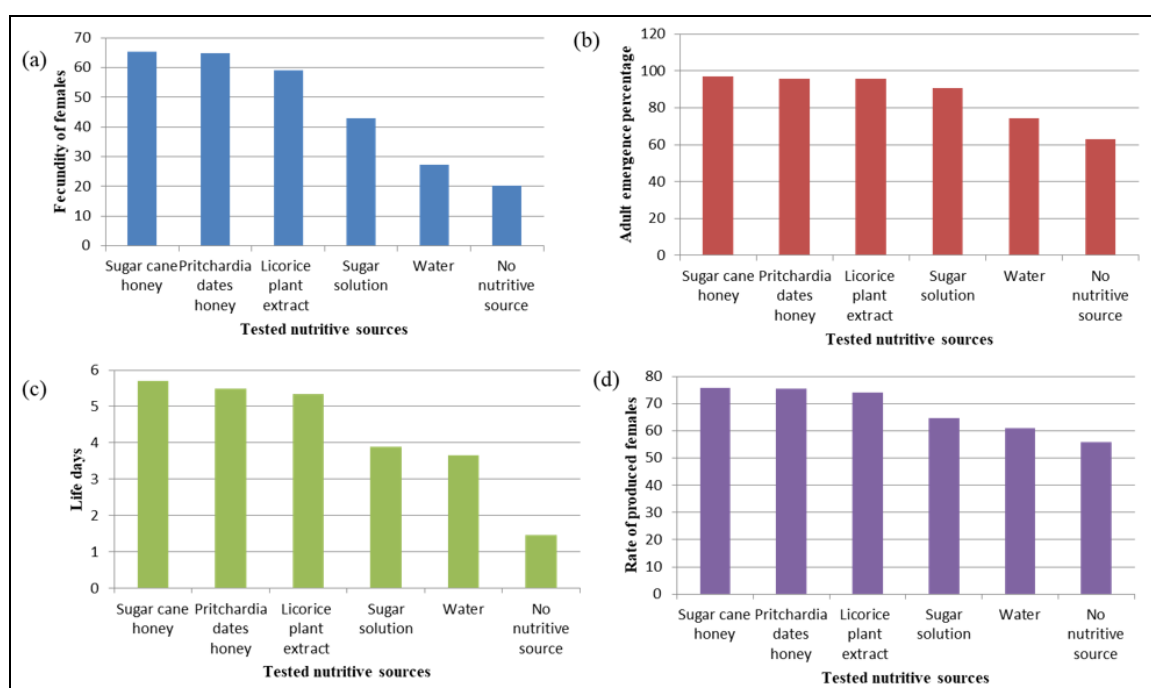 (a)
Fecundity of females
70
60
50
40
30
20
10
0
Sugar cane honey
Pritchardia dates honey
Licorice plant extract
Sugar solution
Water
No nutritive source
Tested nutritive sources
(b)
Adult emergence percentage
120
100
80
60
40
20
0
Sugar cane honey
Pritchardia dates honey
Licorice plant extract
Sugar solution
Water
No nutritive source
Tested nutritive sources
(c)
Life days
6
5
4
3
2
1
0
Sugar cane honey
Pritchardia dates honey
Licorice plant extract
Sugar solution
Water
No nutritive source
Tested nutritive sources
(d)
Rate of produced females
80
70
60
50
40
30
20
10
0
Sugar cane honey
Pritchardia dates honey
Licorice plant extract
Sugar solution
Water
No nutritive source
Tested nutritive sources